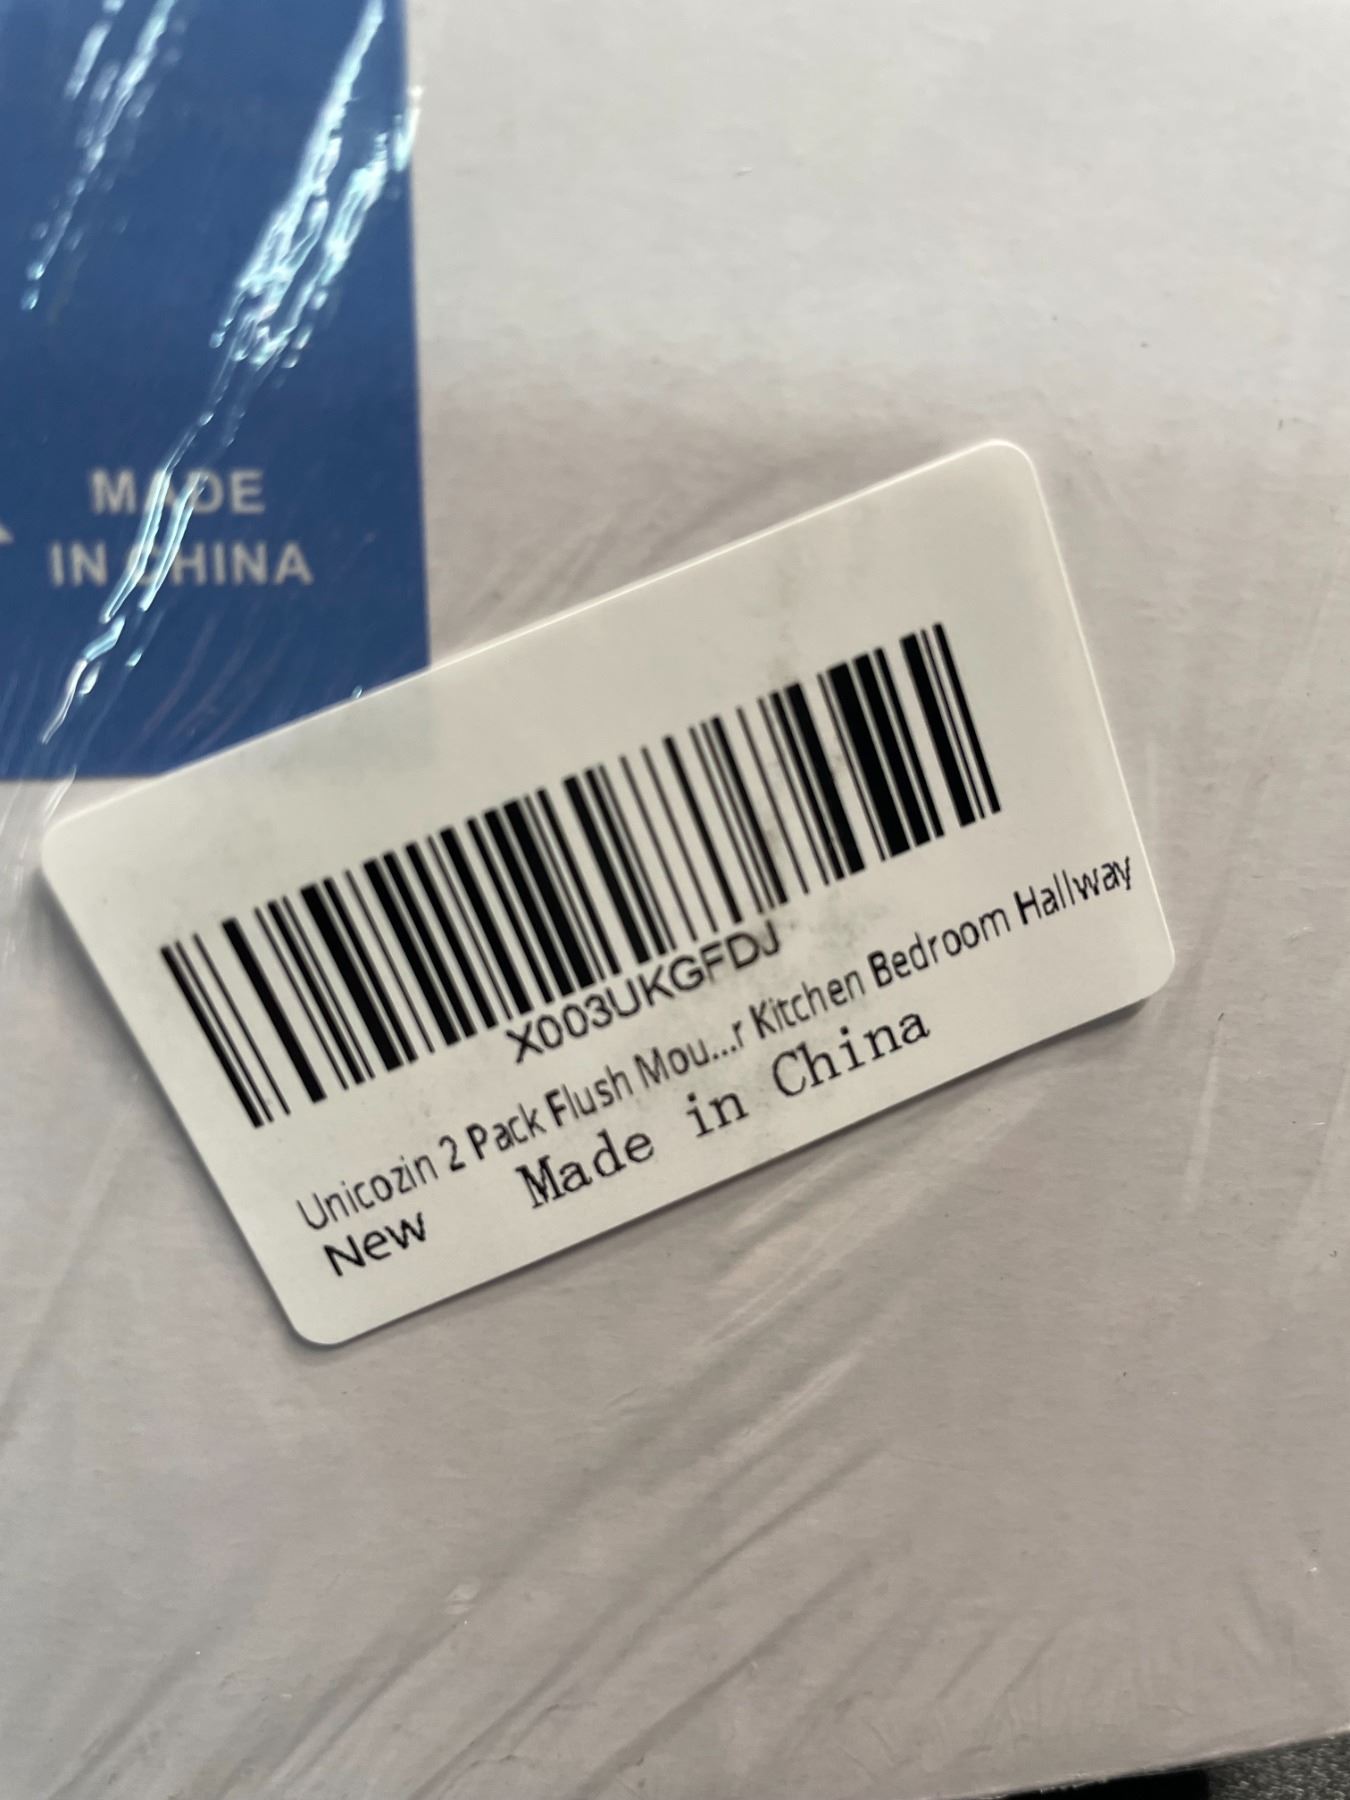 MADE
IN CHINA
X003UKGFDJ
Unicozin 2 Pack Flush Mou...r Kitchen Bedroom Hallway
New Made in China